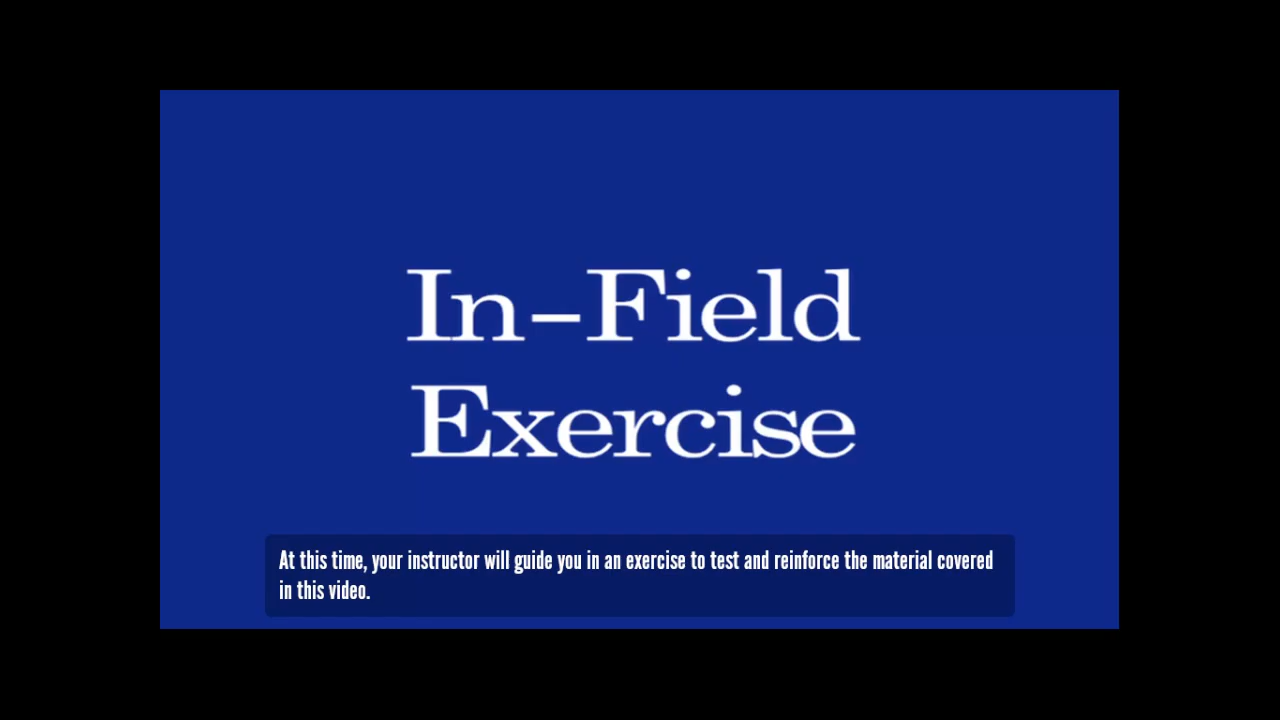 In-Field
Exercise
At this time, your instructor will guide you in an exercise to test and reinforce the material covered
in this video.